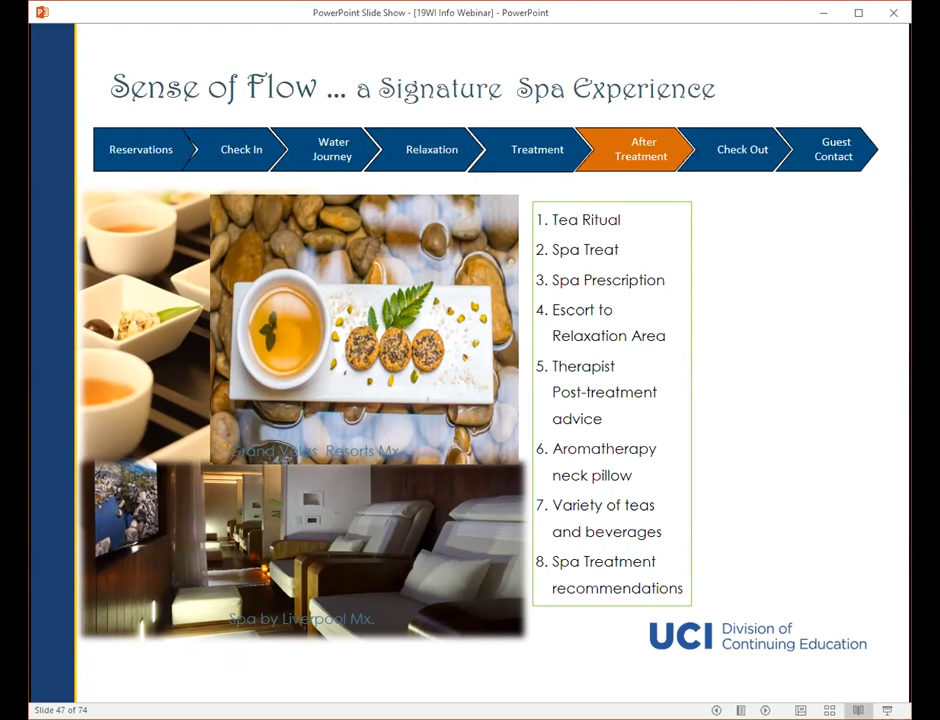 PowerPoint Slide Show - [19WI Info Webinar] - PowerPoint
Sense of Flow ... a Signature Spa Experience
Reservations
Check In
Water
Journey
Relaxation
Treatment
After
Treatment
Check Out
Guest
Contact
1. Tea Ritual
2. Spa Treat
3. Spa Prescription
4. Escort to
Relaxation Area
5. Therapist
Post-treatment
advice
6. Aromatherapy
neck pillow
7. Variety of teas
and beverages
8. Spa Treatment
recommendations
Grand Velas Resorts Mx.
Spa by Liverpool Mx.
UCI Division of
Continuing Education
Slide 47 of 74